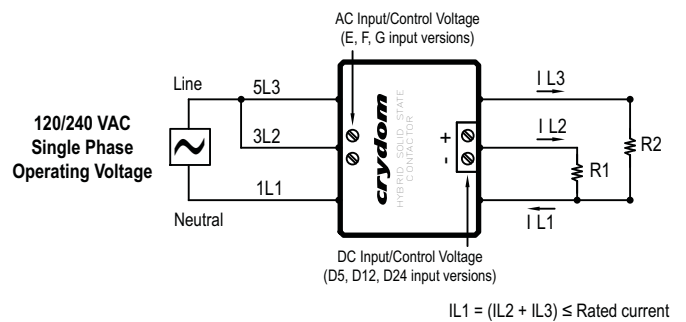 AC Input/Control Voltage
(E, F, G input versions)
Line
5L3
3L2
1L1
Neutral
120/240 VAC
Single Phase
Operating Voltage
crydom
HYBRID SOLID STATE
CONTACTOR
+
-
I L3
I L2
R1
R2
I L1
DC Input/Control Voltage
(D5, D12, D24 input versions)
IL1 = (IL2 + IL3) ≤ Rated current